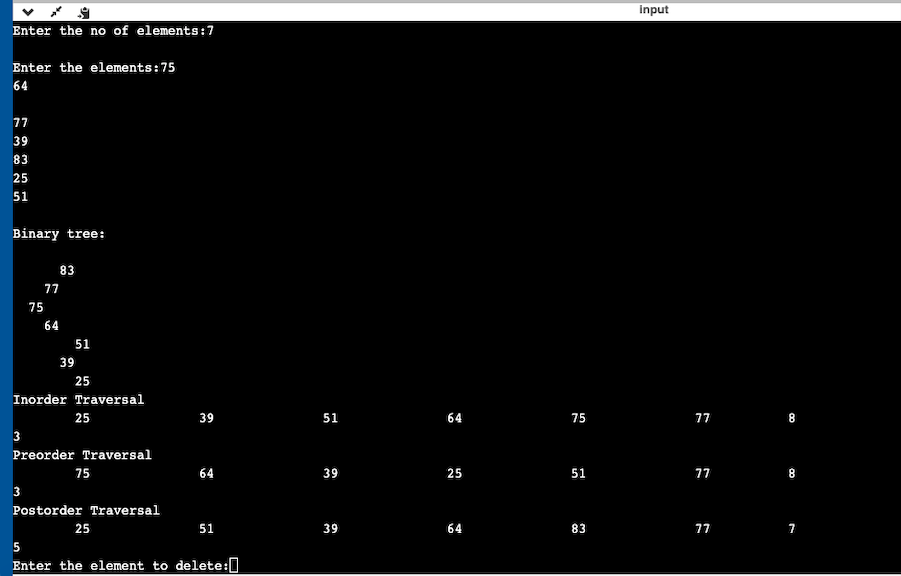 input
Enter the no of elements:7
Enter the elements:75
64
77
39
83
25
51
Binary tree:
83
77
75
64
51
39
25
Inorder Traversal
25 39 51 64 75 77 8
3
Preorder Traversal
75 64 39 25 51 77 8
3
Postorder Traversal
25 51 39 64 83 77 7
5
Enter the element to delete: